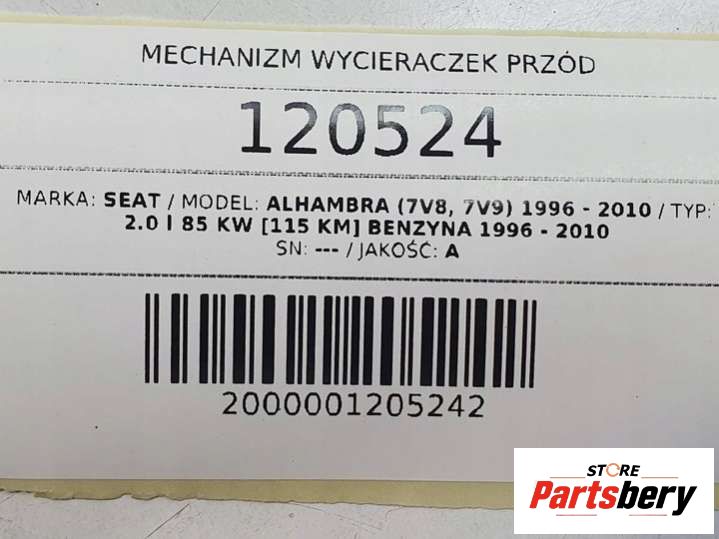 MECHANIZM WYCIERACZEK PRZÓD
120524
MARKA: SEAT / MODEL: ALHAMBRA (7V8, 7V9) 1996 - 2010 / TYP:
2.0 l 85 KW [115 KM] BENZYNA 1996 - 2010
SN: --- / JAKOŚĆ: A
2000001205242
STORE
Partsbery